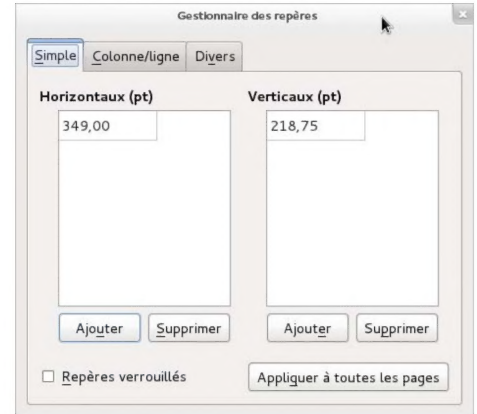 Gestionnaire des repères
Simple Colonne/ligne Divers
Horizontaux (pt) Verticaux (pt)
349,00 218,75
Ajouter Supprimer Ajouter Supprimer
Repères verrouillés Appliquer à toutes les pages